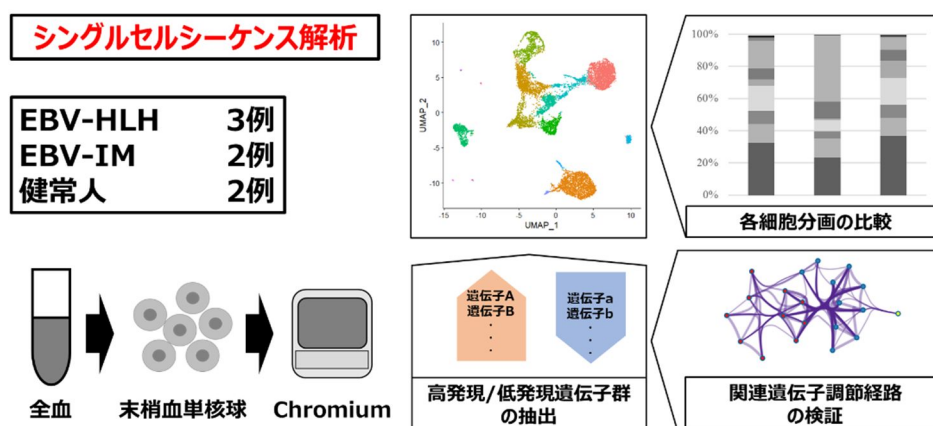 シングルセルシーケンス解析
EBV-HLH 3例
EBV-IM 2例
健常人 2例
全血
末梢血単核球
Chromium
10
5
0
-5
-10
UMAP_2
-15
-10
-5
0
5
10
UMAP_1
100%
80%
60%
40%
20%
0%
各細胞分画の比較
遺伝子A
遺伝子B
・
・
・
遺伝子a
遺伝子b
・
・
・
高発現/低発現遺伝子群
の抽出
関連遺伝子調節経路
の検証